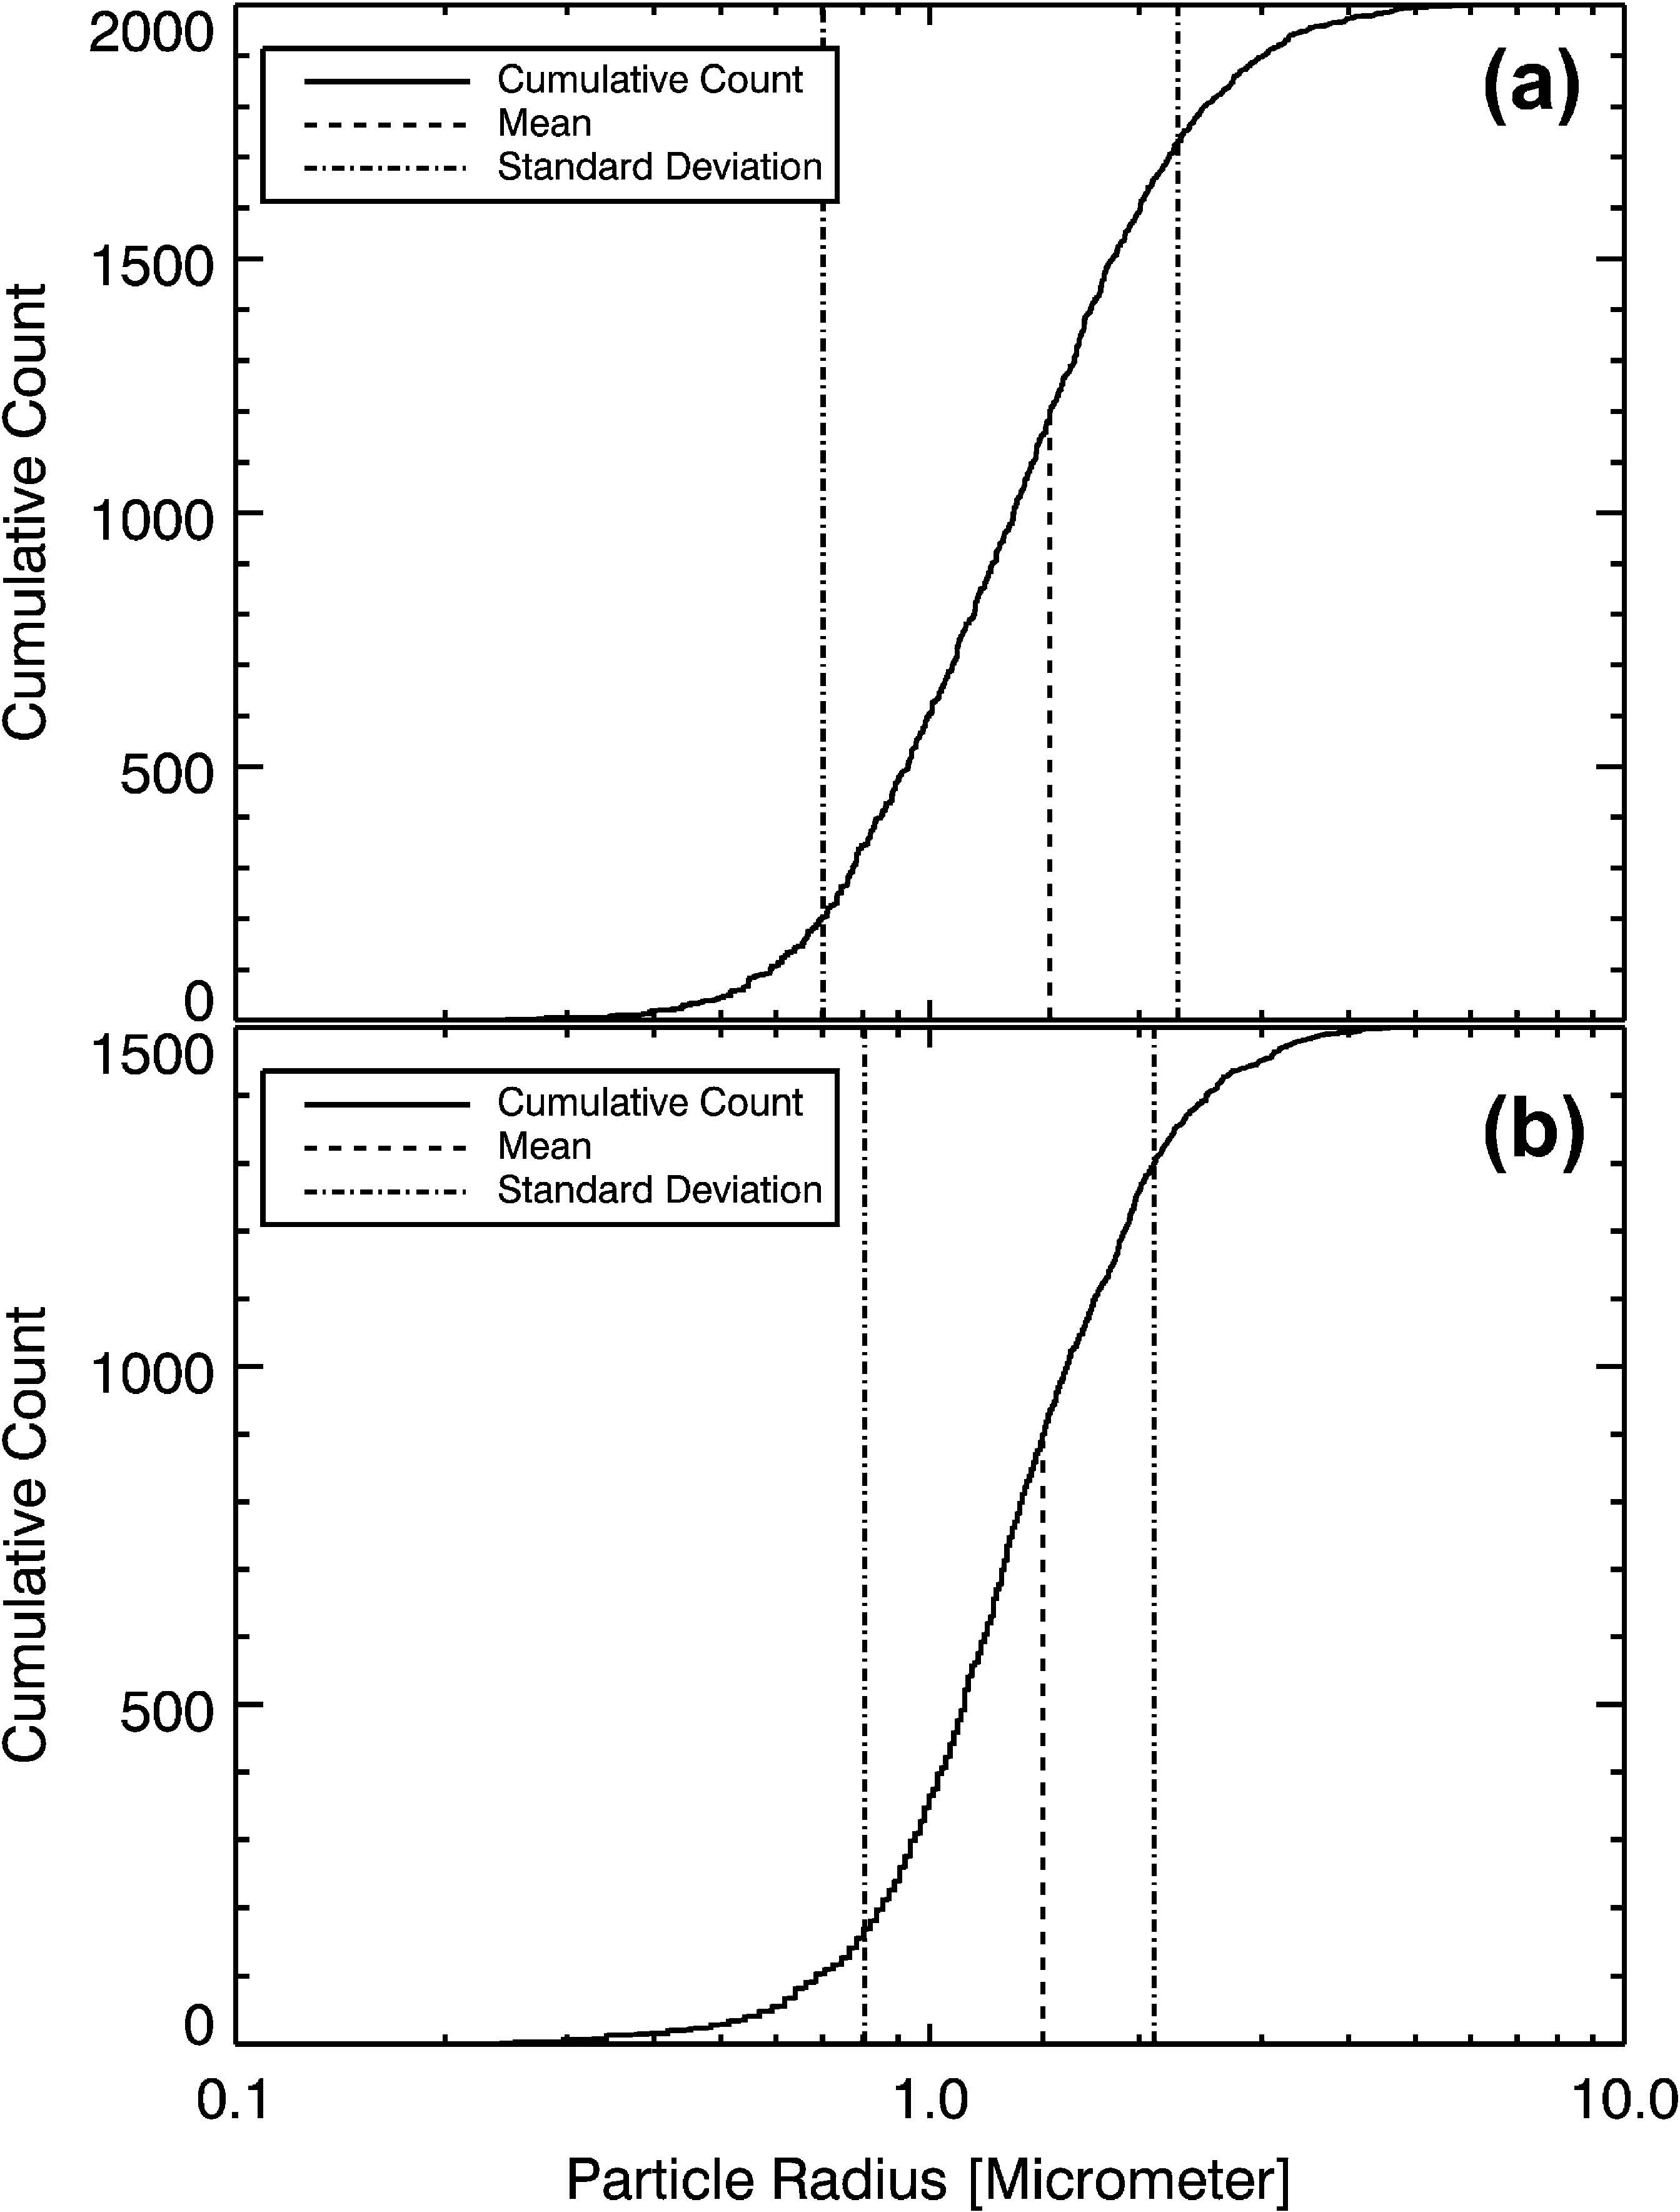 2000
1500
1000
500
0
Cumulative Count
Cumulative Count
Mean
Standard Deviation
(a)
1500
1000
500
0
Cumulative Count
Cumulative Count
Mean
Standard Deviation
(b)
0.1
1.0
10.0
Particle Radius [Micrometer]